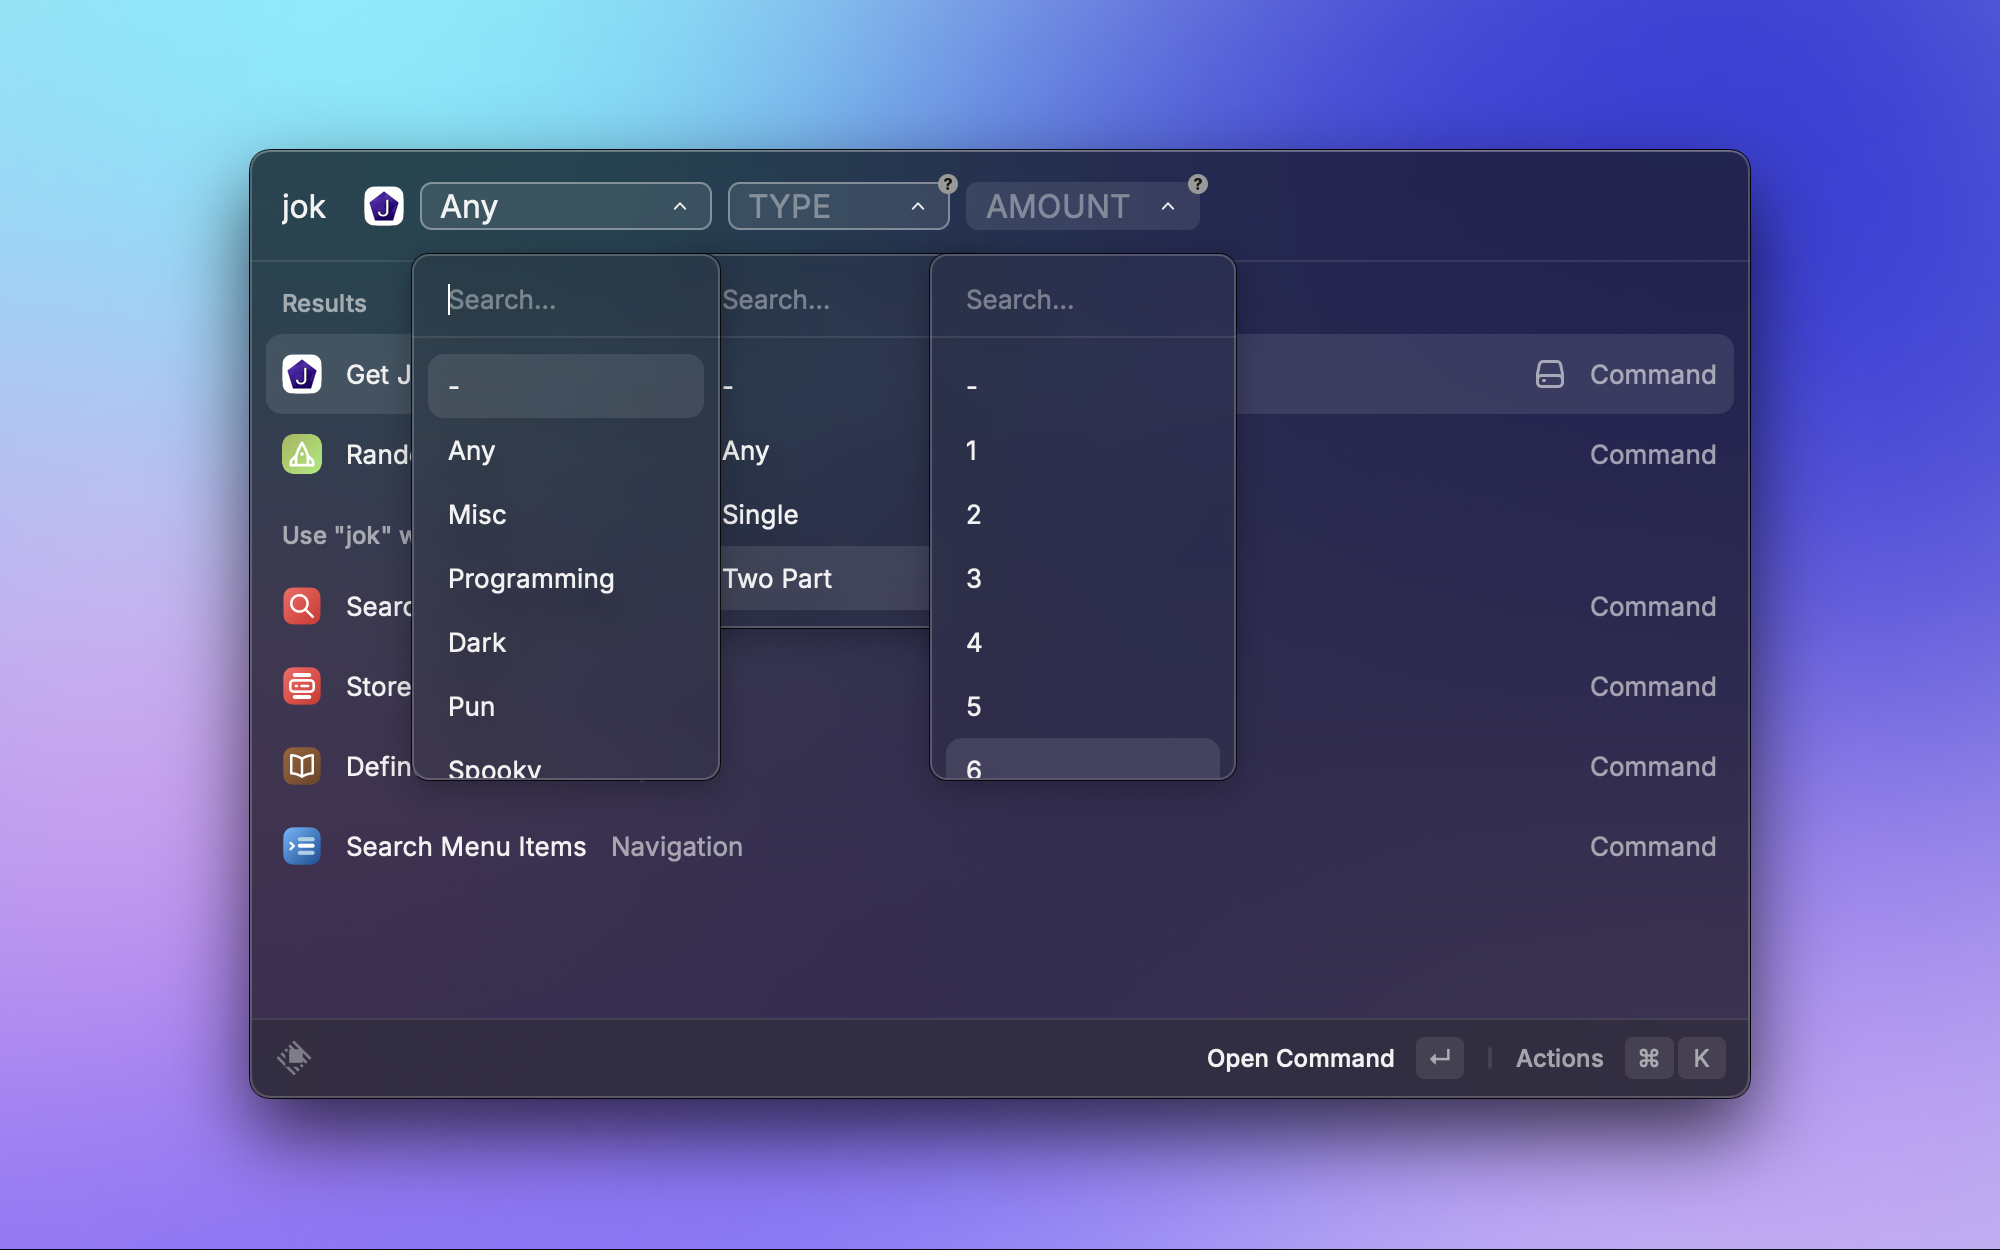 jok J Any TYPE ? AMOUNT ?
Results
Search...
-
Any
Misc
Programming
Dark
Pun
Spooky
Search...
-
Any
Single
Two Part
Search...
-
1
2
3
4
5
6
J Get J Command
Rand Command
Use "jok" w
Sear Command
Store Command
Defin Command
Search Menu Items Navigation Command
Open Command ↵ Actions ⌘ K